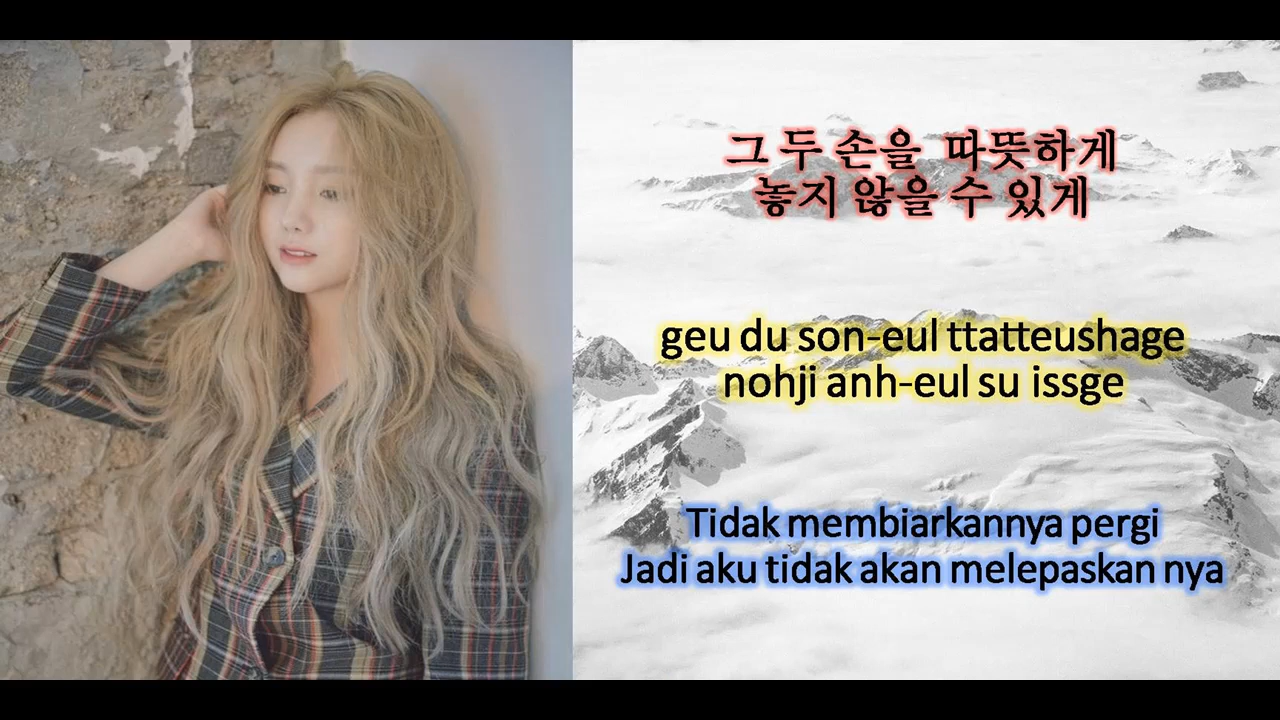 그 두 손을 따뜻하게
놓지 않을 수 있게
geu du son-eul ttatteushage
nohji anh-eul su issge
Tidak membiarkannya pergi
Jadi aku tidak akan melepaskan nya